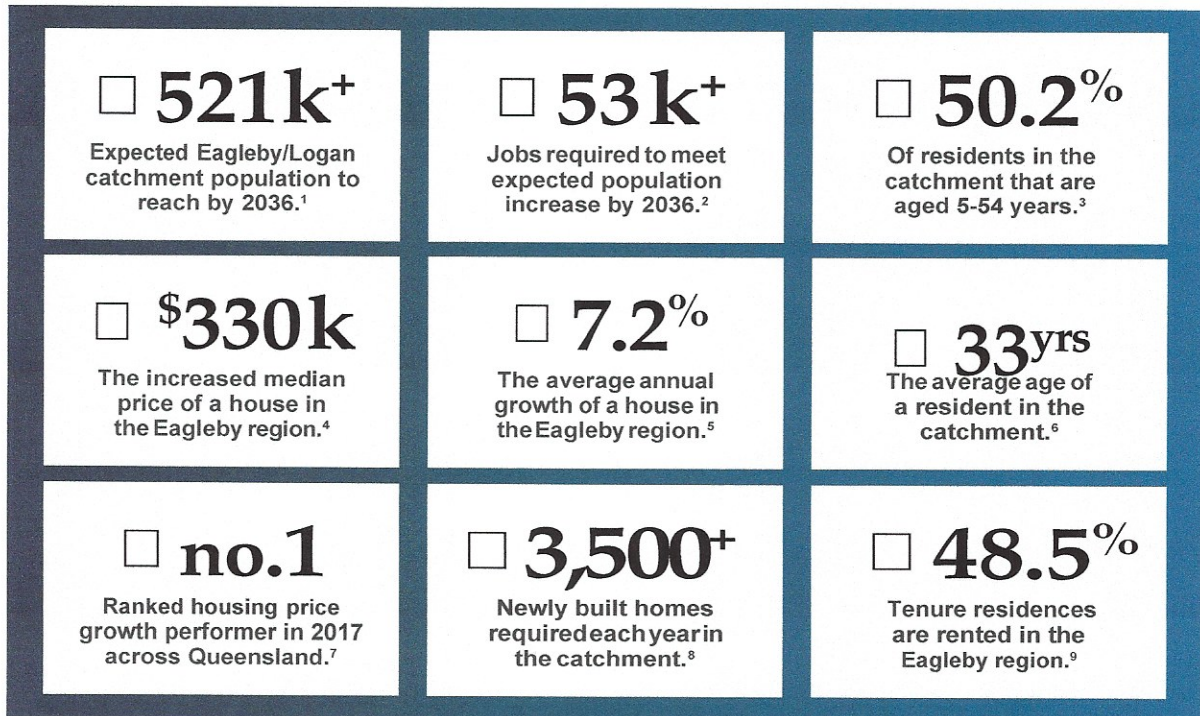 ☐ 521k+
Expected Eagleby/Logan
catchment population to
reach by 2036.¹
☐ 53k+
Jobs required to meet
expected population
increase by 2036.²
☐ 50.2%
Of residents in the
catchment that are
aged 5-54 years.³
☐ $330k
The increased median
price of a house in
the Eagleby region.⁴
☐ 7.2%
The average annual
growth of a house in
the Eagleby region.⁵
☐ 33yrs
The average age of
a resident in the
catchment.⁶
☐ no.1
Ranked housing price
growth performer in 2017
across Queensland.⁷
☐ 3,500+
Newly built homes
required each year in
the catchment.⁸
☐ 48.5%
Tenure residences
are rented in the
Eagleby region.⁹